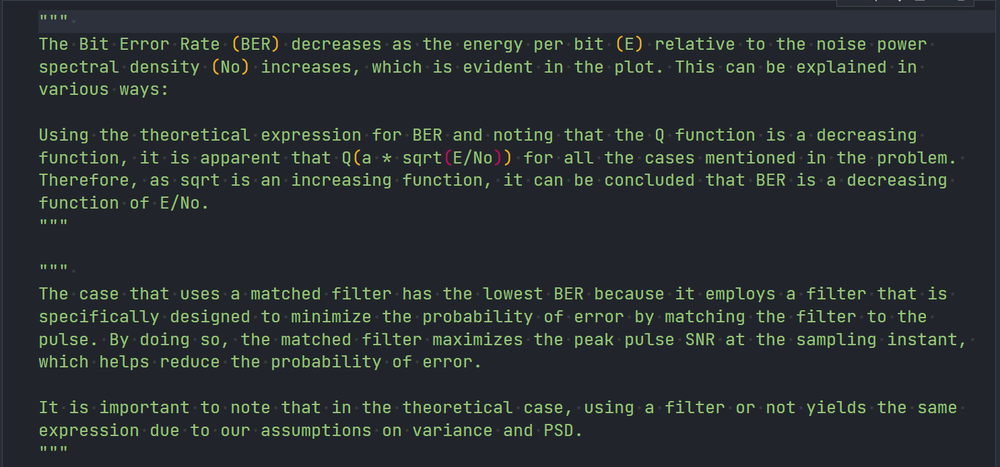 """
The Bit Error Rate (BER) decreases as the energy per bit (E) relative to the noise power
spectral density (No) increases, which is evident in the plot. This can be explained in
various ways:
Using the theoretical expression for BER and noting that the Q function is a decreasing
function, it is apparent that Q(a * sqrt(E/No)) for all the cases mentioned in the problem.
Therefore, as sqrt is an increasing function, it can be concluded that BER is a decreasing
function of E/No.
"""
"""
The case that uses a matched filter has the lowest BER because it employs a filter that is
specifically designed to minimize the probability of error by matching the filter to the
pulse. By doing so, the matched filter maximizes the peak pulse SNR at the sampling instant,
which helps reduce the probability of error.
It is important to note that in the theoretical case, using a filter or not yields the same
expression due to our assumptions on variance and PSD.
"""